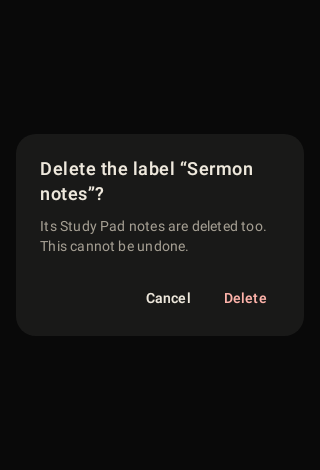 Delete the label “Sermon
notes”?
Its Study Pad notes are deleted too.
This cannot be undone.
Cancel
Delete